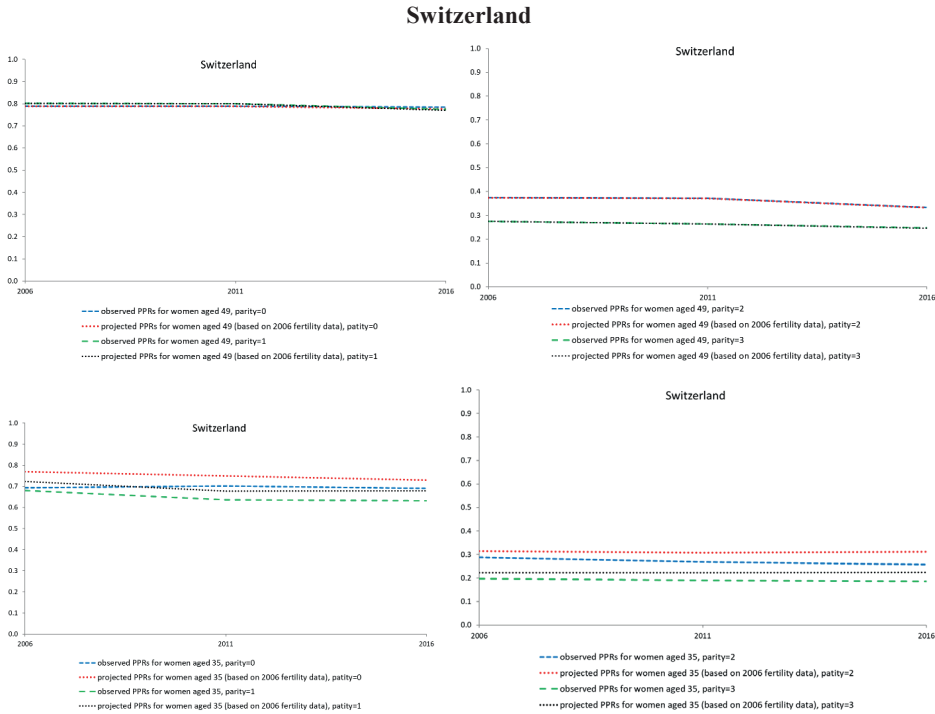 Switzerland
Switzerland
1.0
0.9
0.8
0.7
0.6
0.5
0.4
0.3
0.2
0.1
0.0
2006
2011
2016
observed PPRs for women aged 49, parity=0
projected PPRs for women aged 49 (based on 2006 fertility data), patity=0
observed PPRs for women aged 49, parity=1
projected PPRs for women aged 49 (based on 2006 fertility data), patity=1
Switzerland
1.0
0.9
0.8
0.7
0.6
0.5
0.4
0.3
0.2
0.1
0.0
2006
2011
2016
observed PPRs for women aged 49, parity=2
projected PPRs for women aged 49 (based on 2006 fertility data), patity=2
observed PPRs for women aged 49, parity=3
projected PPRs for women aged 49 (based on 2006 fertility data), patity=3
Switzerland
1.0
0.9
0.8
0.7
0.6
0.5
0.4
0.3
0.2
0.1
0.0
2006
2011
2016
observed PPRs for women aged 35, parity=0
projected PPRs for women aged 35 (based on 2006 fertility data), patity=0
observed PPRs for women aged 35, parity=1
projected PPRs for women aged 35 (based on 2006 fertility data), patity=1
Switzerland
1.0
0.9
0.8
0.7
0.6
0.5
0.4
0.3
0.2
0.1
0.0
2006
2011
2016
observed PPRs for women aged 35, parity=2
projected PPRs for women aged 35 (based on 2006 fertility data), patity=2
observed PPRs for women aged 35, parity=3
projected PPRs for women aged 35 (based on 2006 fertility data), patity=3